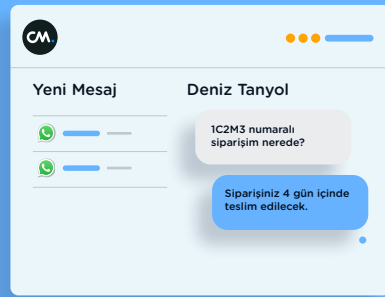 CM.
Yeni Mesaj
Deniz Tanyol
1C2M3 numaralı
siparişim nerede?
Siparişiniz 4 gün içinde
teslim edilecek.